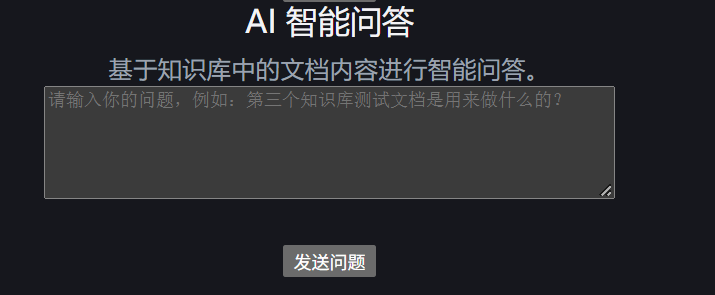 AI 智能问答
基于知识库中的文档内容进行智能问答。
请输入你的问题，例如：第三个知识库测试文档是用来做什么的？
发送问题